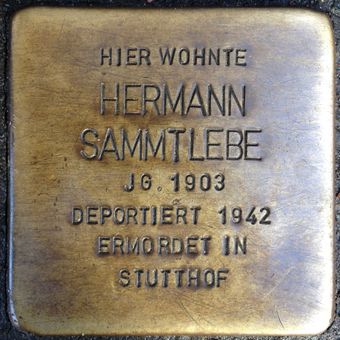 HIER WOHNTE
HERMANN
SAMMTLEBE
JG. 1903
DEPORTIERT 1942
ERMORDET IN
STUTTHOF